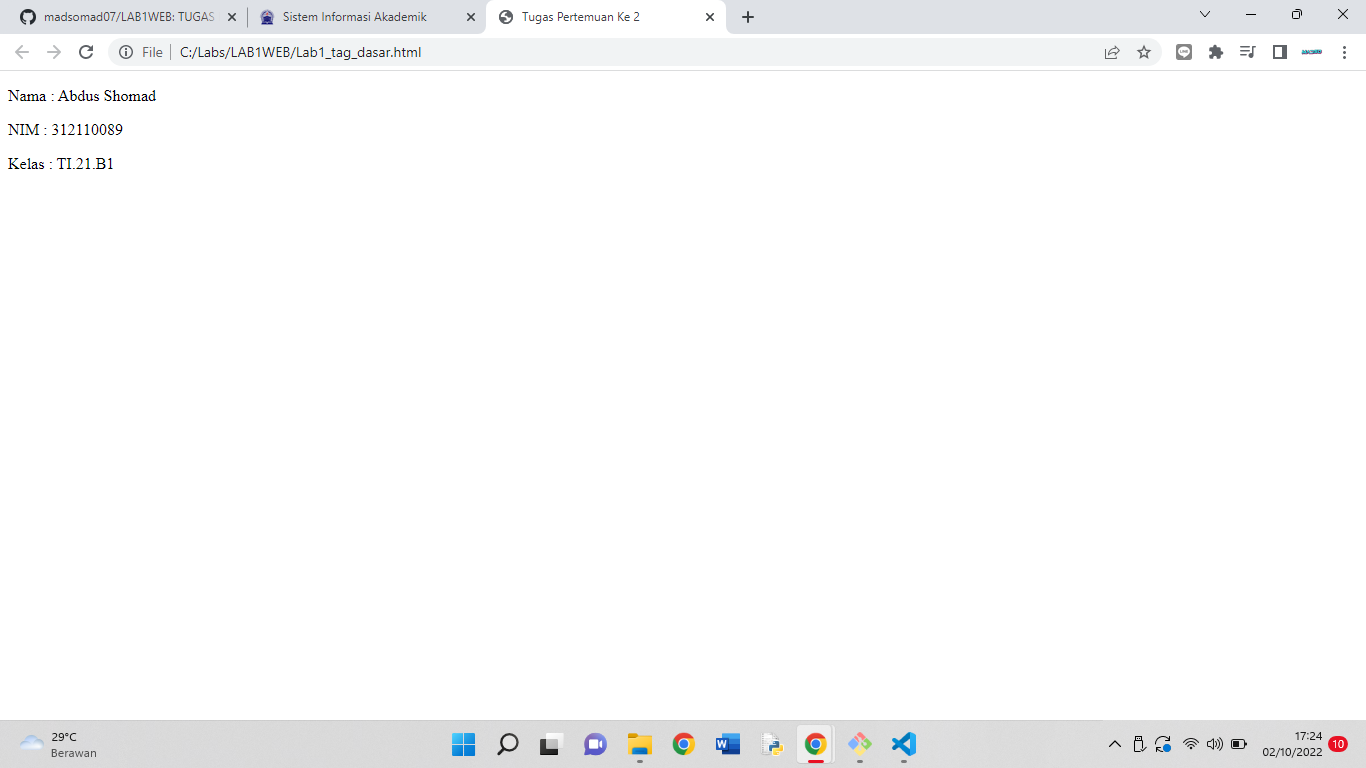 madsomad07/LAB1WEB: TUGAS
Sistem Informasi Akademik
Tugas Pertemuan Ke 2
File
C:/Labs/LAB1WEB/Lab1_tag_dasar.html
Nama : Abdus Shomad
NIM : 312110089
Kelas : TI.21.B1
29°C
Berawan
17:24
02/10/2022
10